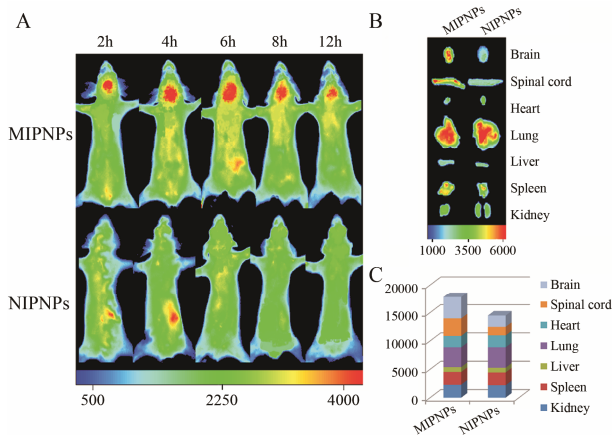 A
2h 4h 6h 8h 12h
MIPNPs
NIPNPs
500 2250 4000
B
MIPNPs NIPNPs
Brain
Spinal cord
Heart
Lung
Liver
Spleen
Kidney
1000 3500 6000
C
20000
15000
10000
5000
0
MIPNPs NIPNPs
Brain
Spinal cord
Heart
Lung
Liver
Spleen
Kidney